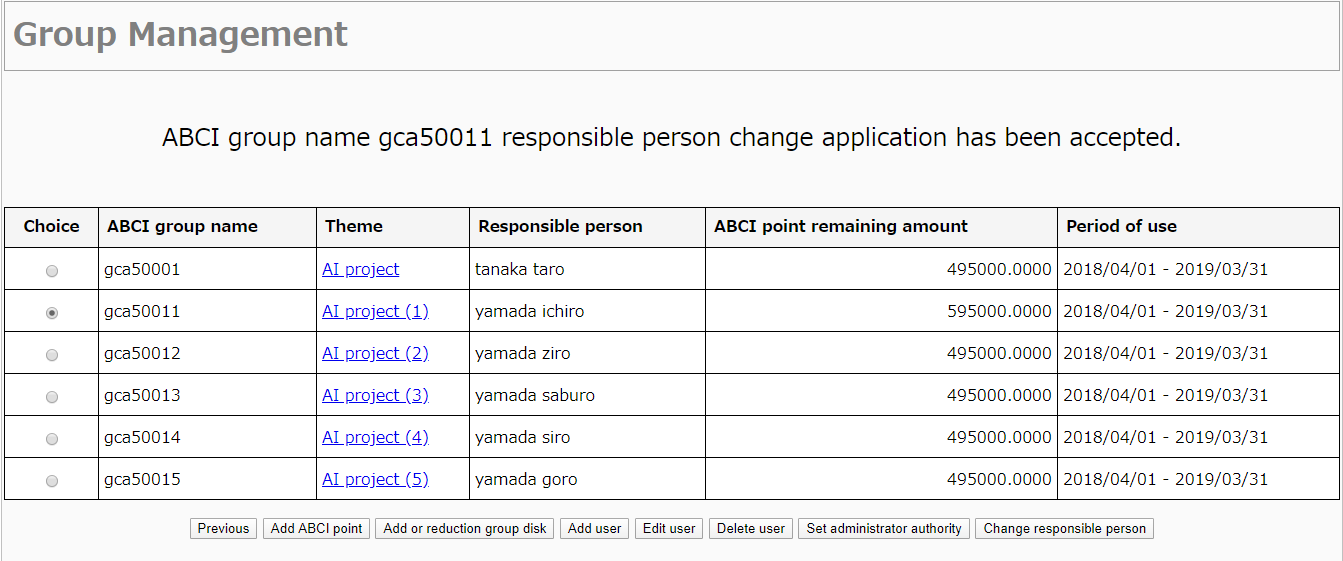 Group Management
ABCI group name gca50011 responsible person change application has been accepted.
Choice ABCI group name Theme Responsible person ABCI point remaining amount Period of use
gca50001 AI project tanaka taro 495000.0000 2018/04/01 - 2019/03/31
gca50011 AI project (1) yamada ichiro 595000.0000 2018/04/01 - 2019/03/31
gca50012 AI project (2) yamada ziro 495000.0000 2018/04/01 - 2019/03/31
gca50013 AI project (3) yamada saburo 495000.0000 2018/04/01 - 2019/03/31
gca50014 AI project (4) yamada siro 495000.0000 2018/04/01 - 2019/03/31
gca50015 AI project (5) yamada goro 495000.0000 2018/04/01 - 2019/03/31
Previous Add ABCI point Add or reduction group disk Add user Edit user Delete user Set administrator authority Change responsible person